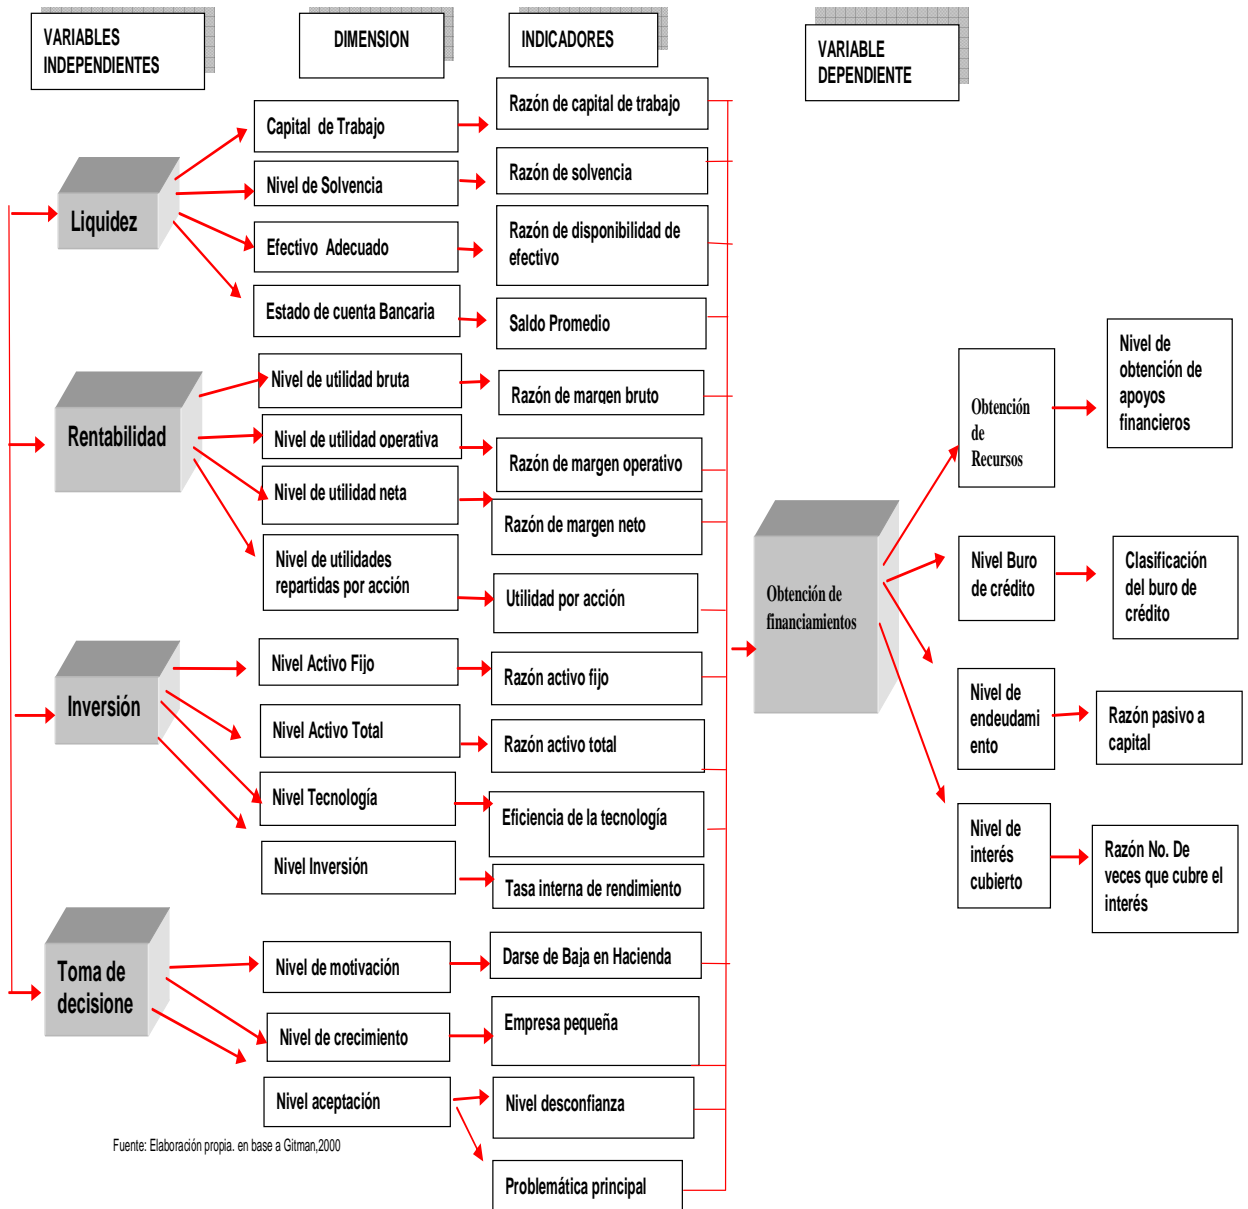 VARIABLES
INDEPENDIENTES
DIMENSION
INDICADORES
VARIABLE
DEPENDIENTE
Liquidez
Capital de Trabajo
Razón de capital de trabajo
Nivel de Solvencia
Razón de solvencia
Efectivo Adecuado
Razón de disponibilidad de
efectivo
Estado de cuenta Bancaria
Saldo Promedio
Rentabilidad
Nivel de utilidad bruta
Razón de margen bruto
Nivel de utilidad operativa
Razón de margen operativo
Nivel de utilidad neta
Razón de margen neto
Nivel de utilidades
repartidas por acción
Utilidad por acción
Inversión
Nivel Activo Fijo
Razón activo fijo
Nivel Activo Total
Razón activo total
Nivel Tecnología
Eficiencia de la tecnología
Nivel Inversión
Tasa interna de rendimiento
Toma de
decisione
Nivel de motivación
Darse de Baja en Hacienda
Nivel de crecimiento
Empresa pequeña
Nivel aceptación
Nivel desconfianza
Problemática principal
Obtención de
financiamientos
Obtención
de
Recursos
Nivel de
obtención de
apoyos
financieros
Nivel Buro
de crédito
Clasificación
del buro de
crédito
Nivel de
endeudami
ento
Razón pasivo a
capital
Nivel de
interés
cubierto
Razón No. De
veces que cubre el
interés
Fuente: Elaboración propia. en base a Gitman,2000